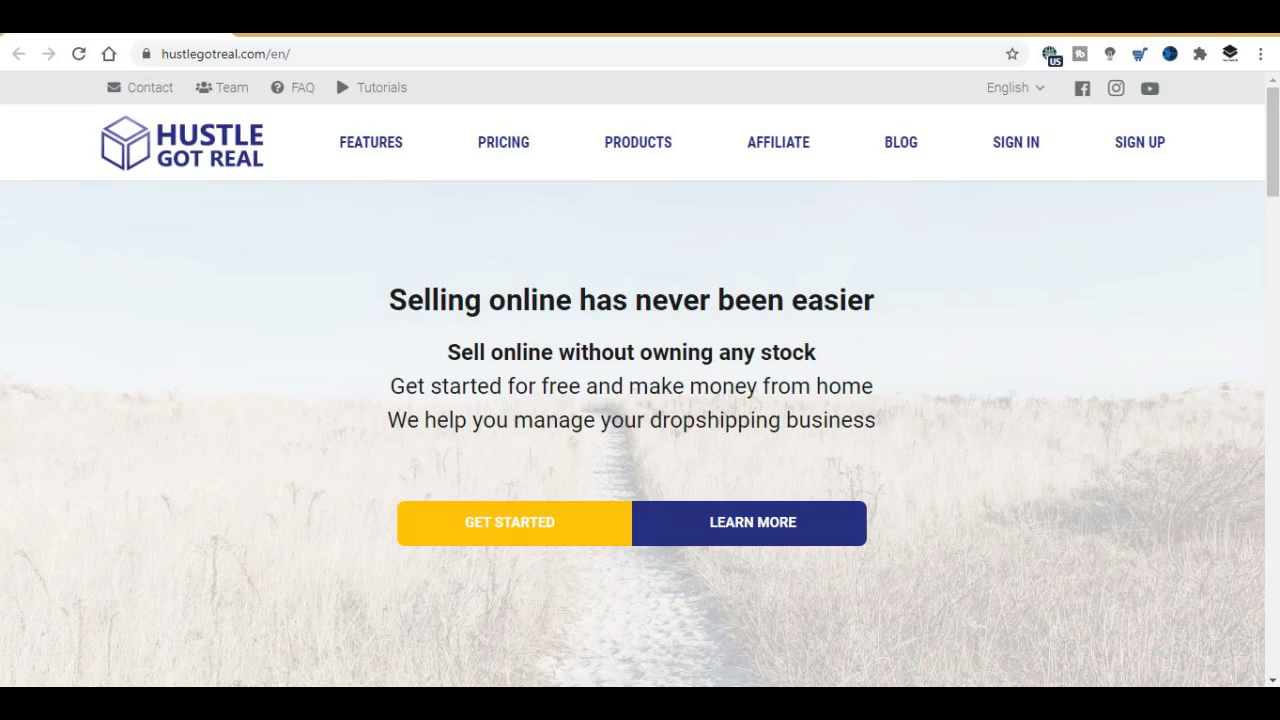 hustlegotreal.com/en/
US
tb
Contact Team FAQ Tutorials English
HUSTLE
GOT REAL
FEATURES PRICING PRODUCTS AFFILIATE BLOG SIGN IN SIGN UP
Selling online has never been easier
Sell online without owning any stock
Get started for free and make money from home
We help you manage your dropshipping business
GET STARTED LEARN MORE